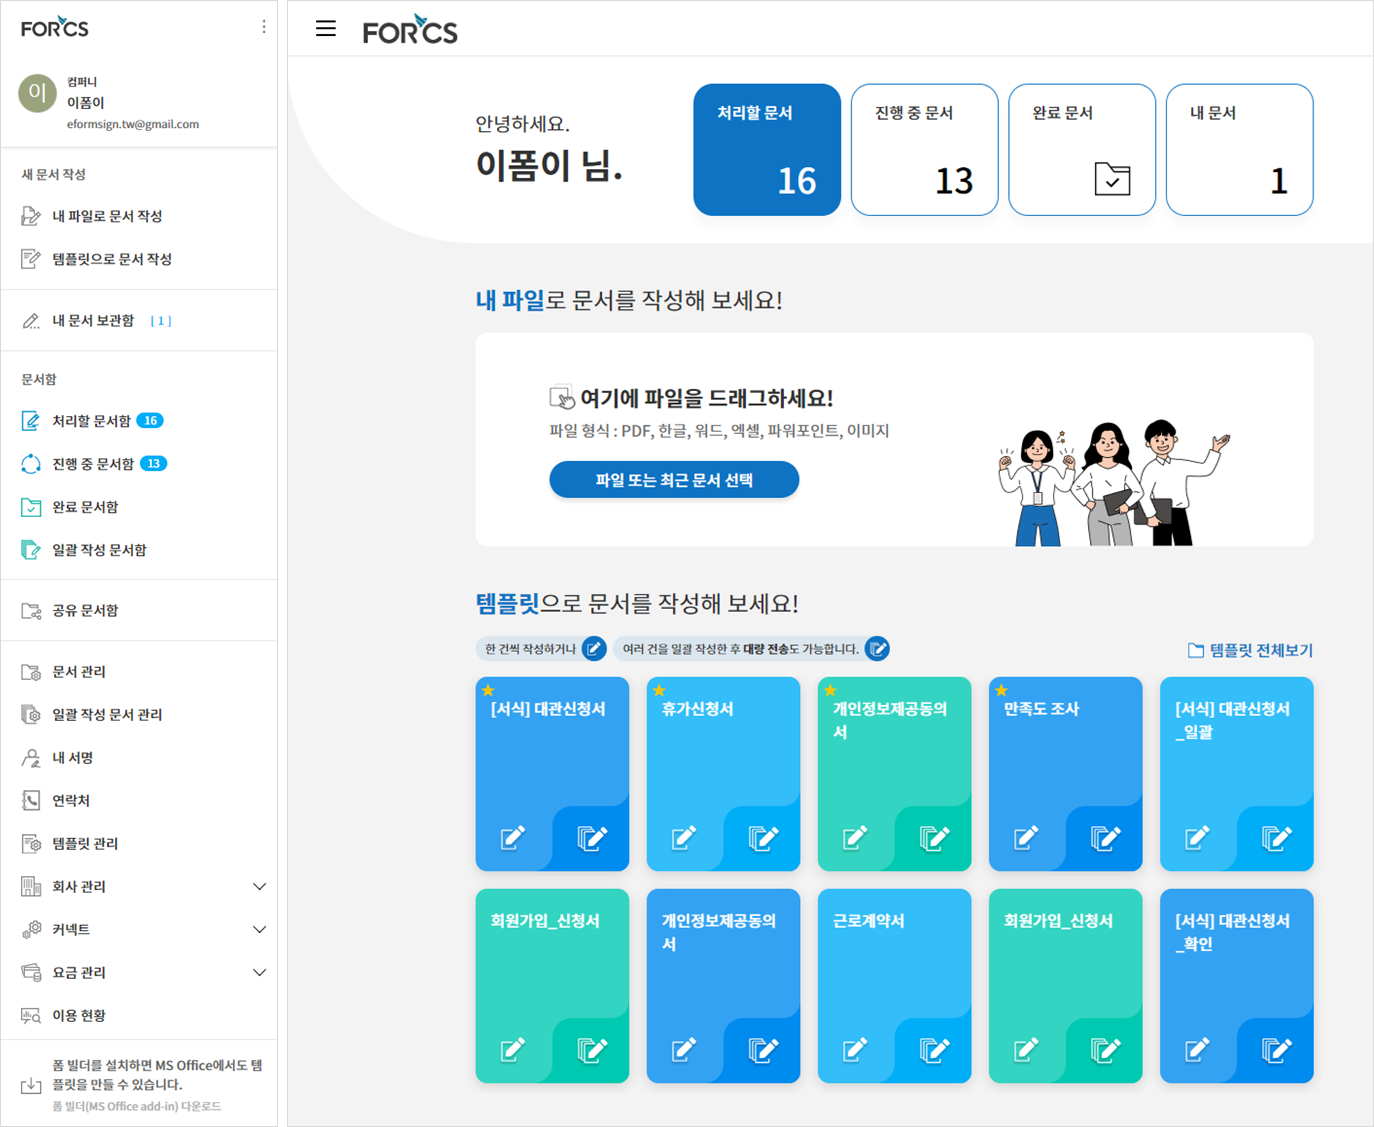 FORCS
이
컴퍼니
이폼이
eformsign.tw@gmail.com
새 문서 작성
내 파일로 문서 작성
템플릿으로 문서 작성
내 문서 보관함 [ 1 ]
문서함
처리할 문서함 16
진행 중 문서함 13
완료 문서함
일괄 작성 문서함
공유 문서함
문서 관리
일괄 작성 문서 관리
내 서명
연락처
템플릿 관리
회사 관리
커넥트
요금 관리
이용 현황
폼 빌더를 설치하면 MS Office에서도 템
플릿을 만들 수 있습니다.
폼 빌더(MS Office add-in) 다운로드
FORCS
안녕하세요.
이폼이 님.
처리할 문서
16
진행 중 문서
13
완료 문서
내 문서
1
내 파일로 문서를 작성해 보세요!
여기에 파일을 드래그하세요!
파일 형식 : PDF, 한글, 워드, 엑셀, 파워포인트, 이미지
파일 또는 최근 문서 선택
템플릿으로 문서를 작성해 보세요!
한 건씩 작성하거나
여러 건을 일괄 작성한 후 대량 전송도 가능합니다.
템플릿 전체보기
[서식] 대관신청서
휴가신청서
개인정보제공동의
서
만족도 조사
[서식] 대관신청서
_일괄
회원가입_신청서
개인정보제공동의
서
근로계약서
회원가입_신청서
[서식] 대관신청서
_확인